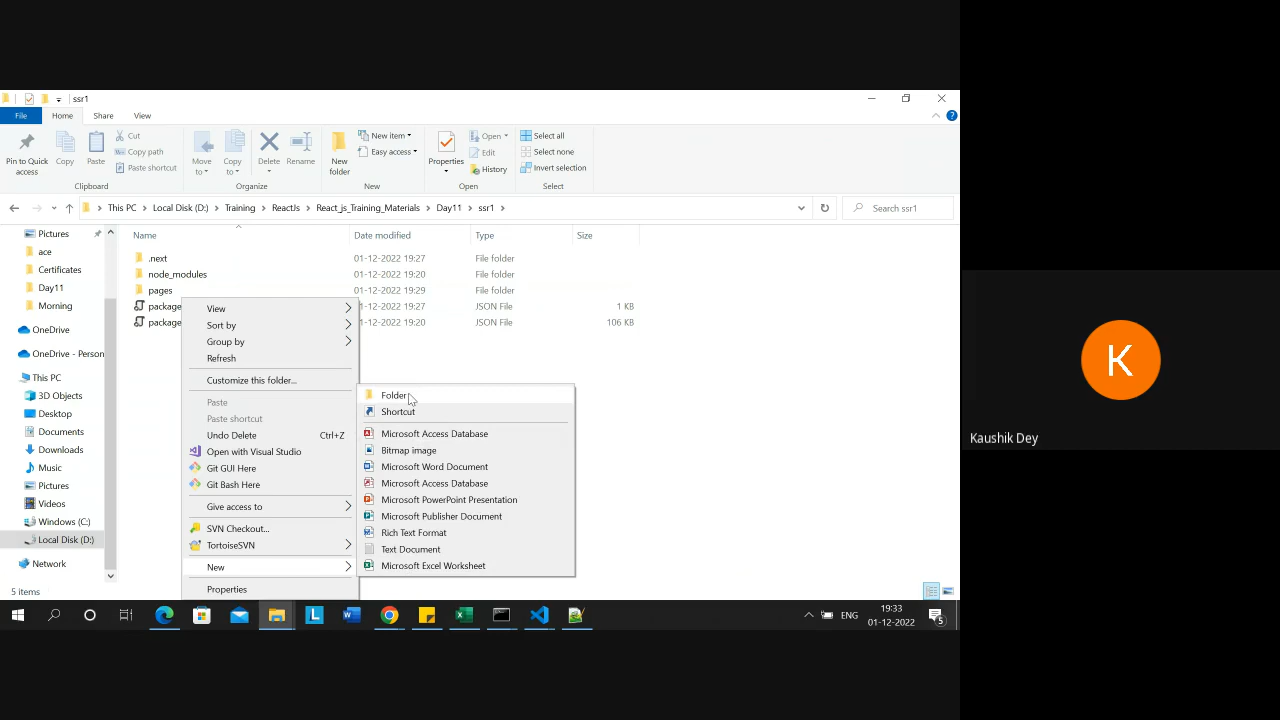 ssr1
File Home Share View
Pin to Quick access
Copy
Paste
Cut
Copy path
Paste shortcut
Clipboard
Move to
Copy to
Delete
Rename
Organize
New folder
New item
Easy access
New
Properties
Open
Edit
History
Open
Select all
Select none
Invert selection
Select
This PC > Local Disk (D:) > Training > ReactJs > React_js_Training_Materials > Day11 > ssr1 >
Search ssr1
Pictures
ace
Certificates
Day11
Morning
OneDrive
OneDrive - Person
This PC
3D Objects
Desktop
Documents
Downloads
Music
Pictures
Videos
Windows (C:)
Local Disk (D:)
Network
Name Date modified Type Size
.next 01-12-2022 19:27 File folder
node_modules 01-12-2022 19:20 File folder
pages 01-12-2022 19:29 File folder
package 1-12-2022 19:27 JSON File 1 KB
package 1-12-2022 19:20 JSON File 106 KB
View
Sort by
Group by
Refresh
Customize this folder...
Paste
Paste shortcut
Undo Delete Ctrl+Z
Open with Visual Studio
Git GUI Here
Git Bash Here
Give access to
SVN Checkout...
TortoiseSVN
New
Properties
Folder
Shortcut
Microsoft Access Database
Bitmap image
Microsoft Word Document
Microsoft Access Database
Microsoft PowerPoint Presentation
Microsoft Publisher Document
Rich Text Format
Text Document
Microsoft Excel Worksheet
5 items
ENG
19:33
01-12-2022
5
K
Kaushik Dey